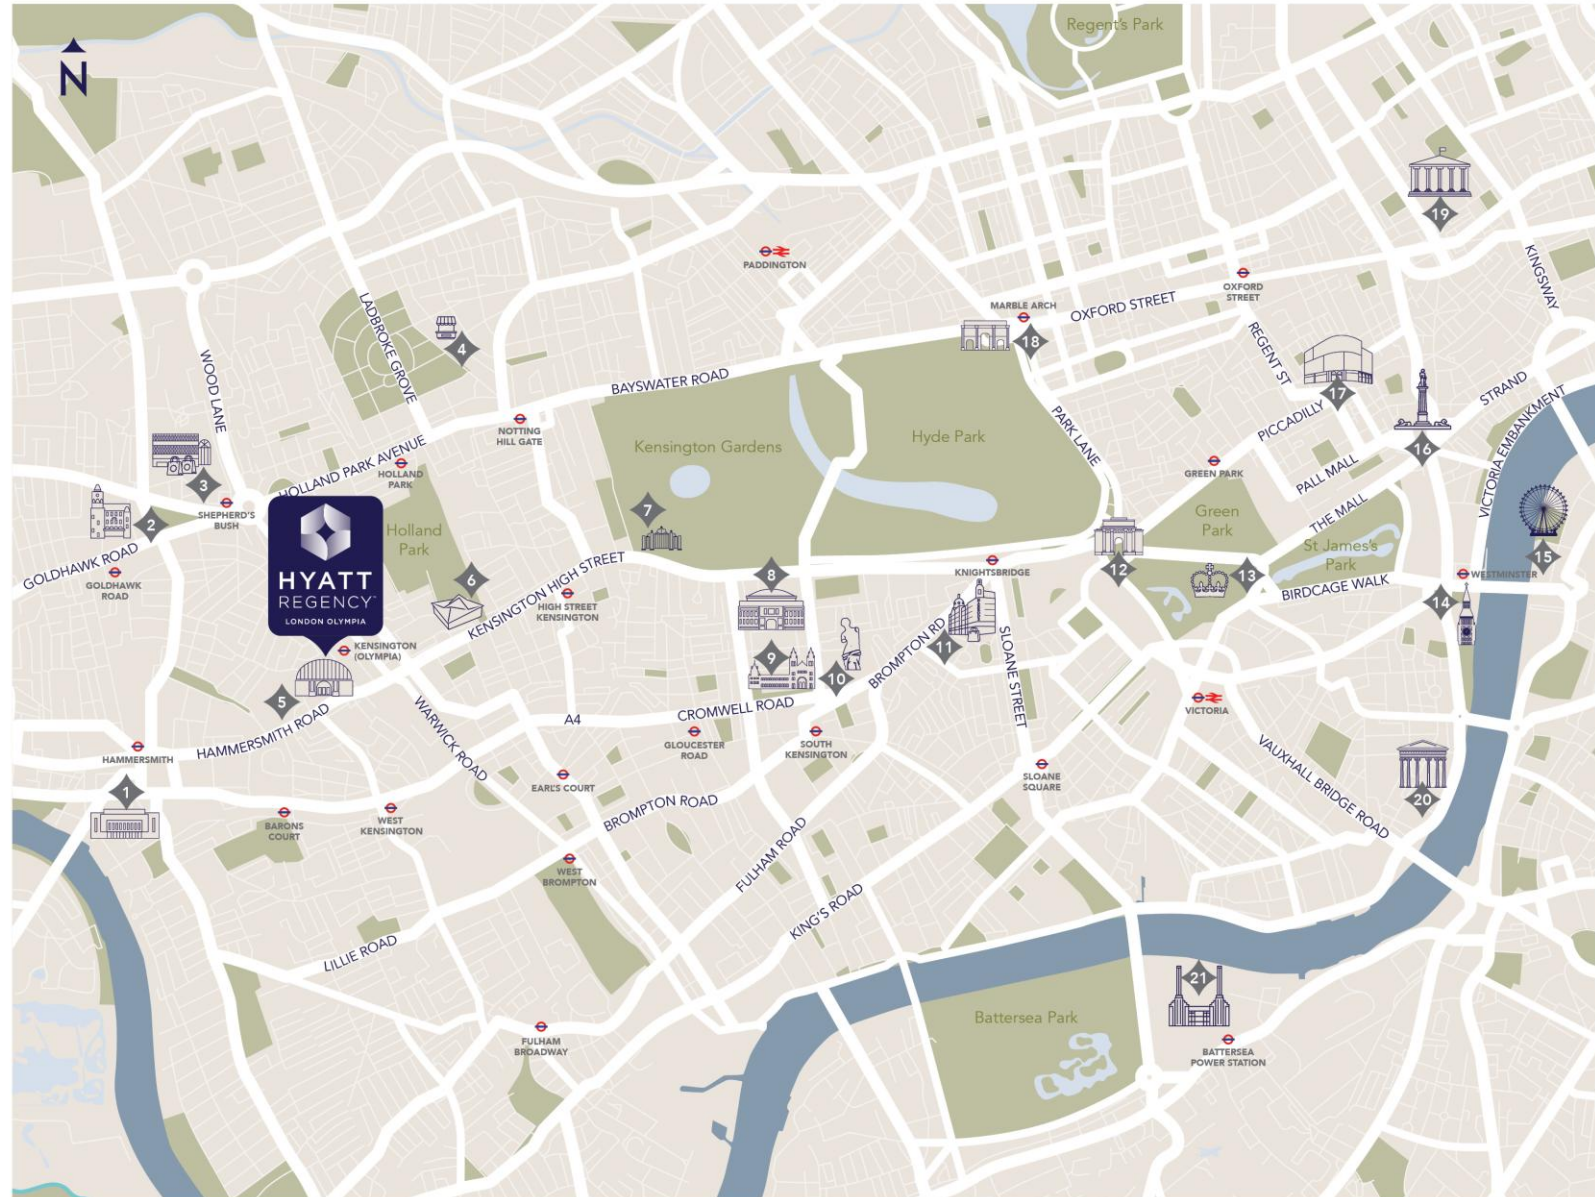 Regent's Park
N
19
KINGSWAY
PADDINGTON
OXFORD
STREET
MARBLE ARCH
OXFORD STREET
LADBROKE GROVE
4
18
REGENT ST
WOOD LANE
BAYSWATER ROAD
17
STRAND
PICCADILLY
VICTORIA EMBANKMENT
NOTTING
HILL GATE
Kensington Gardens
Hyde Park
PARK LANE
16
HOLLAND PARK AVENUE
HOLLAND
PARK
GREEN PARK
PALL MALL
3
SHEPHERD'S
BUSH
2
7
Green
Park
THE MALL
Holland
Park
St James's
Park
15
GOLDHAWK ROAD
GOLDHAWK
ROAD
HYATT
REGENCY™
LONDON OLYMPIA
6
KENSINGTON HIGH STREET
HIGH STREET
KENSINGTON
8
KNIGHTSBRIDGE
12
13
WESTMINSTER
BIRDCAGE WALK
14
KENSINGTON
(OLYMPIA)
9
10
BROMPTON RD
11
SLOANE STREET
5
HAMMERSMITH ROAD
WARWICK ROAD
A4
CROMWELL ROAD
VICTORIA
GLOUCESTER
ROAD
SOUTH
KENSINGTON
HAMMERSMITH
VAUXHALL BRIDGE ROAD
EARL'S COURT
SLOANE
SQUARE
1
20
BARONS
COURT
WEST
KENSINGTON
BROMPTON ROAD
WEST
BROMPTON
FULHAM ROAD
KING'S ROAD
LILLIE ROAD
21
Battersea Park
FULHAM
BROADWAY
BATTERSEA
POWER STATION